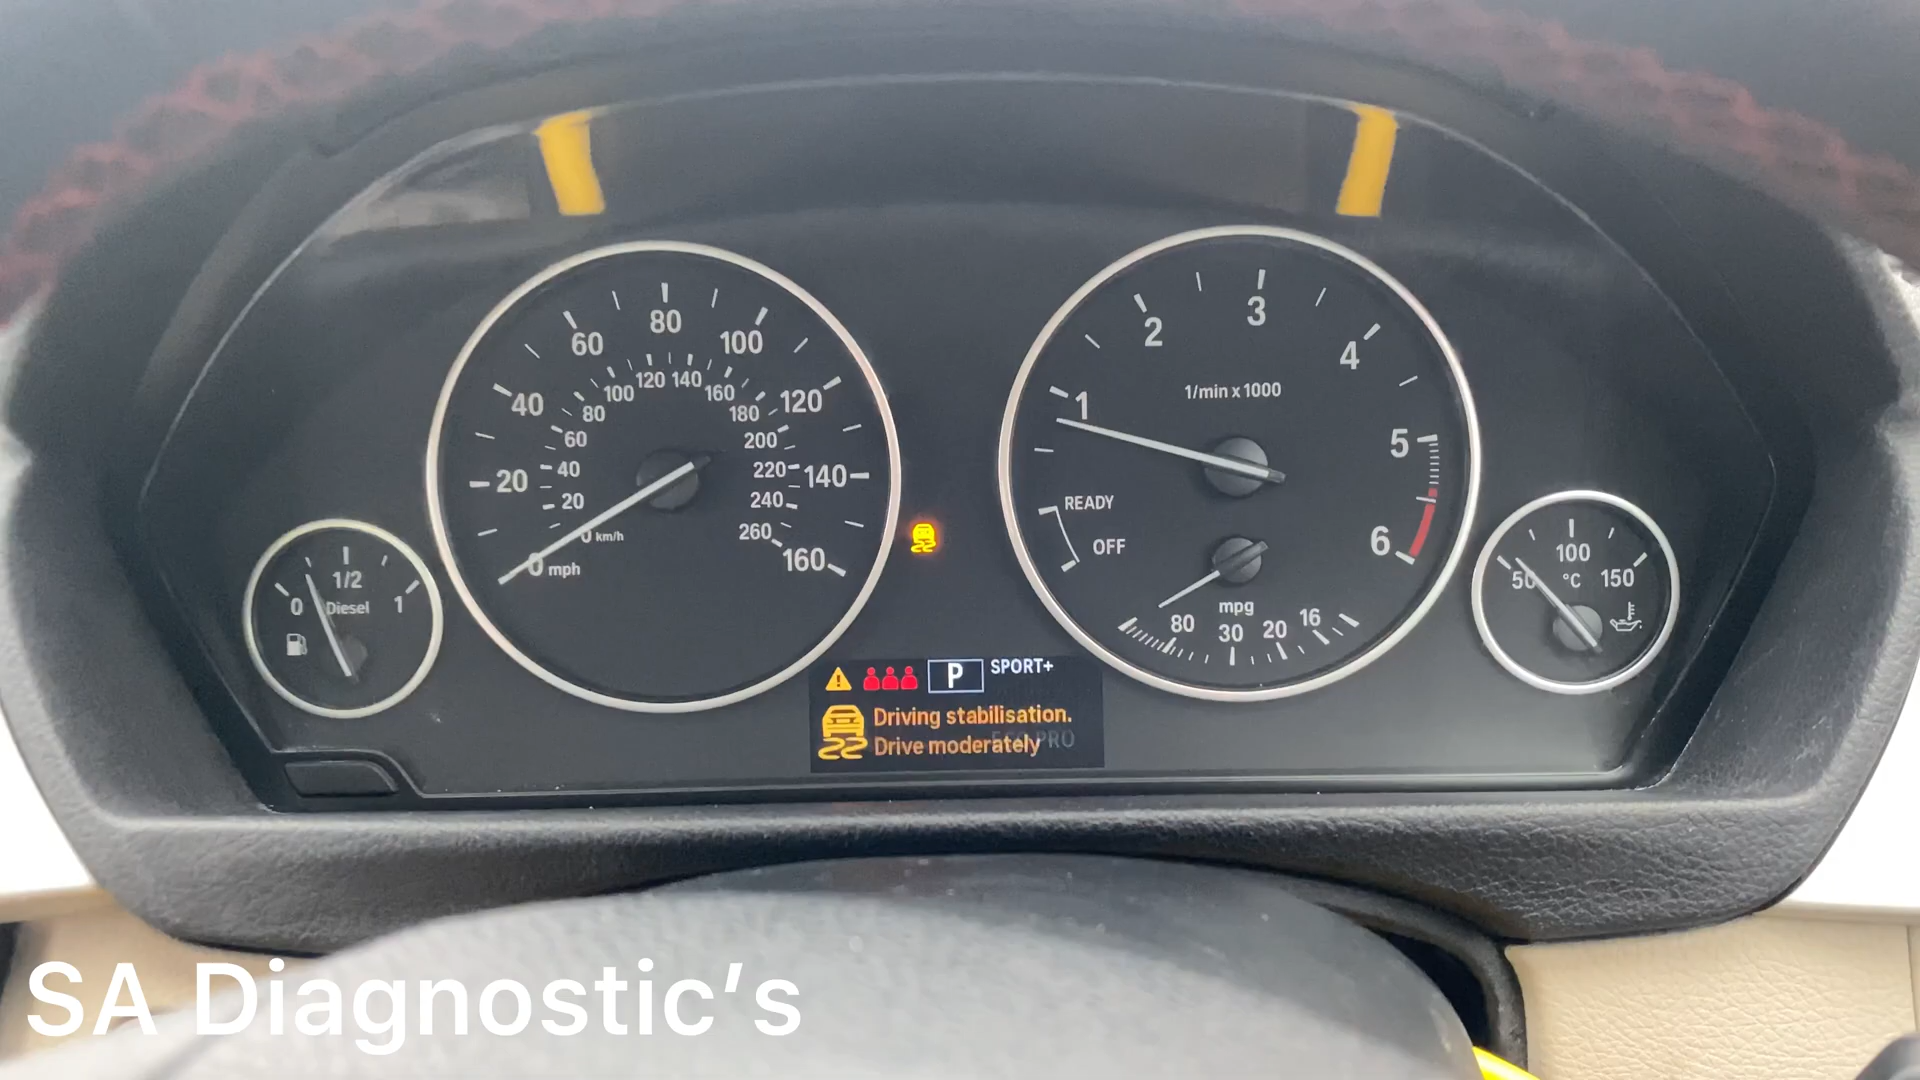 80
60
100
40
120
20
140
0 mph
160
120 140
100
160
80
180
60
200
40
220
20
240
0 km/h
260
3
2
4
1
5
6
1/min x 1000
READY
OFF
mpg
80
30
20
16
1/2
0
Diesel
1
100
50
°C
150
P
SPORT+
Driving stabilisation.
Drive moderately
SA Diagnostic’s